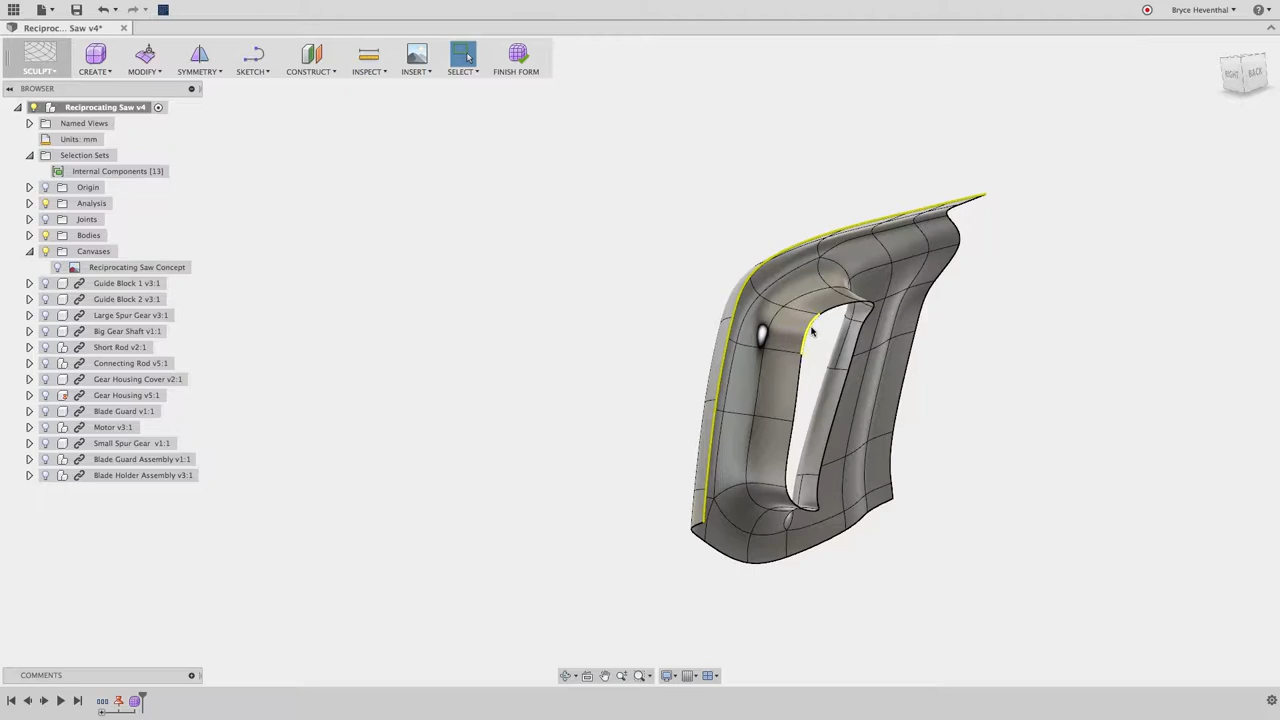 Bryce Heventhal
Reciproc... Saw v4*
SCULPT
CREATE
MODIFY
SYMMETRY
SKETCH
CONSTRUCT
INSPECT
INSERT
SELECT
FINISH FORM
RIGHT
BACK
BROWSER
Reciprocating Saw v4
Named Views
Units: mm
Selection Sets
Internal Components [13]
Origin
Analysis
Joints
Bodies
Canvases
Reciprocating Saw Concept
Guide Block 1 v3:1
Guide Block 2 v3:1
Large Spur Gear v3:1
Big Gear Shaft v1:1
Short Rod v2:1
Connecting Rod v5:1
Gear Housing Cover v2:1
Gear Housing v5:1
Blade Guard v1:1
Motor v3:1
Small Spur Gear v1:1
Blade Guard Assembly v1:1
Blade Holder Assembly v3:1
COMMENTS